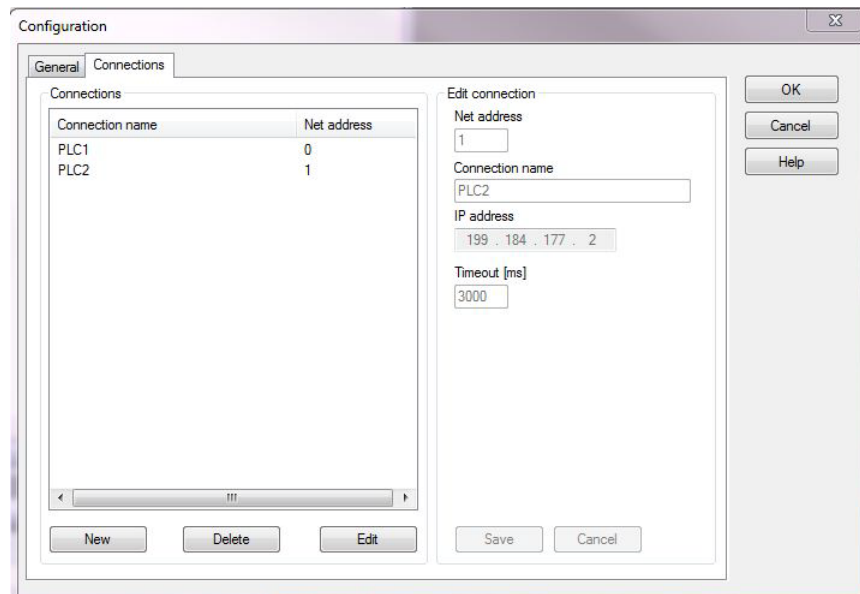 Configuration
General Connections
Connections
Connection name Net address
PLC1 0
PLC2 1
New Delete Edit
Edit connection
Net address
1
Connection name
PLC2
IP address
199 . 184 . 177 . 2
Timeout [ms]
3000
Save Cancel
OK
Cancel
Help